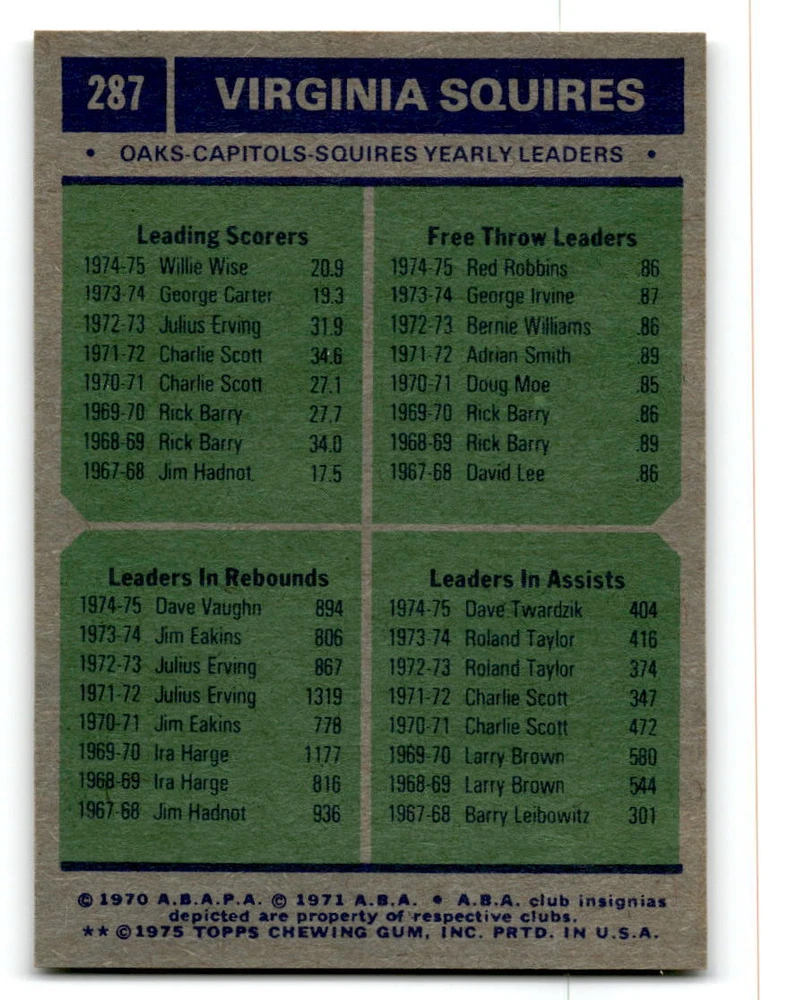 287 VIRGINIA SQUIRES
• OAKS-CAPITOLS-SQUIRES YEARLY LEADERS •
Leading Scorers
1974-75 Willie Wise 20.9
1973-74 George Carter 19.3
1972-73 Julius Erving 31.9
1971-72 Charlie Scott 34.6
1970-71 Charlie Scott 27.1
1969-70 Rick Barry 27.7
1968-69 Rick Barry 34.0
1967-68 Jim Hadnot 17.5
Free Throw Leaders
1974-75 Red Robbins .86
1973-74 George Irvine .87
1972-73 Bernie Williams .86
1971-72 Adrian Smith .89
1970-71 Doug Moe .85
1969-70 Rick Barry .86
1968-69 Rick Barry .89
1967-68 David Lee .86
Leaders In Rebounds
1974-75 Dave Vaughn 894
1973-74 Jim Eakins 806
1972-73 Julius Erving 867
1971-72 Julius Erving 1319
1970-71 Jim Eakins 778
1969-70 Ira Harge 1177
1968-69 Ira Harge 816
1967-68 Jim Hadnot 936
Leaders In Assists
1974-75 Dave Twardzik 404
1973-74 Roland Taylor 416
1972-73 Roland Taylor 374
1971-72 Charlie Scott 347
1970-71 Charlie Scott 472
1969-70 Larry Brown 580
1968-69 Larry Brown 544
1967-68 Barry Leibowitz 301
© 1970 A.B.A.P.A. © 1971 A.B.A. • A.B.A. club insignias
depicted are property of respective clubs.
** ©1975 TOPPS CHEWING GUM, INC. PRTD. IN U.S.A.